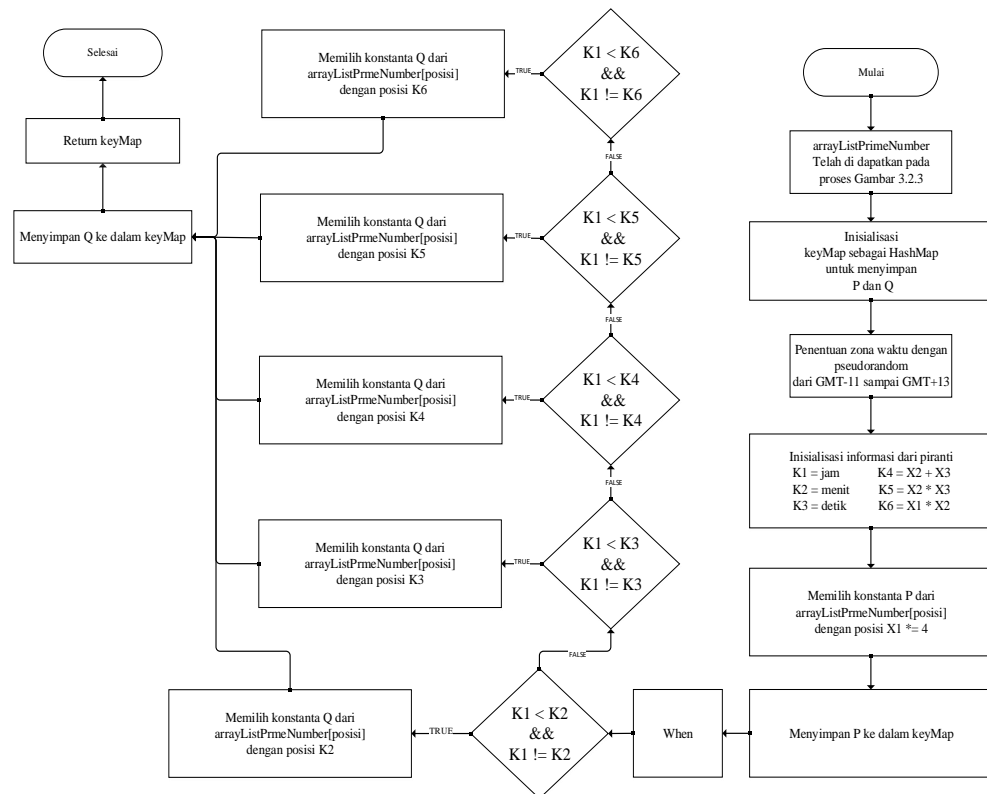 Mulai
arrayListPrimeNumber
Telah di dapatkan pada
proses Gambar 3.2.3
Inisialisasi
keyMap sebagai HashMap
untuk menyimpan
P dan Q
Penentuan zona waktu dengan
pseudorandom
dari GMT-11 sampai GMT+13
Inisialisasi informasi dari piranti
K1 = jam K4 = X2 + X3
K2 = menit K5 = X2 * X3
K3 = detik K6 = X1 * X2
Memilih konstanta P dari
arrayListPrmeNumber[posisi]
dengan posisi X1 *= 4
Menyimpan P ke dalam keyMap
When
K1 < K2
&&
K1 != K2
TRUE
Memilih konstanta Q dari
arrayListPrmeNumber[posisi]
dengan posisi K2
FALSE
K1 < K3
&&
K1 != K3
TRUE
Memilih konstanta Q dari
arrayListPrmeNumber[posisi]
dengan posisi K3
FALSE
K1 < K4
&&
K1 != K4
TRUE
Memilih konstanta Q dari
arrayListPrmeNumber[posisi]
dengan posisi K4
FALSE
K1 < K5
&&
K1 != K5
TRUE
Memilih konstanta Q dari
arrayListPrmeNumber[posisi]
dengan posisi K5
FALSE
K1 < K6
&&
K1 != K6
TRUE
Memilih konstanta Q dari
arrayListPrmeNumber[posisi]
dengan posisi K6
Menyimpan Q ke dalam keyMap
Return keyMap
Selesai